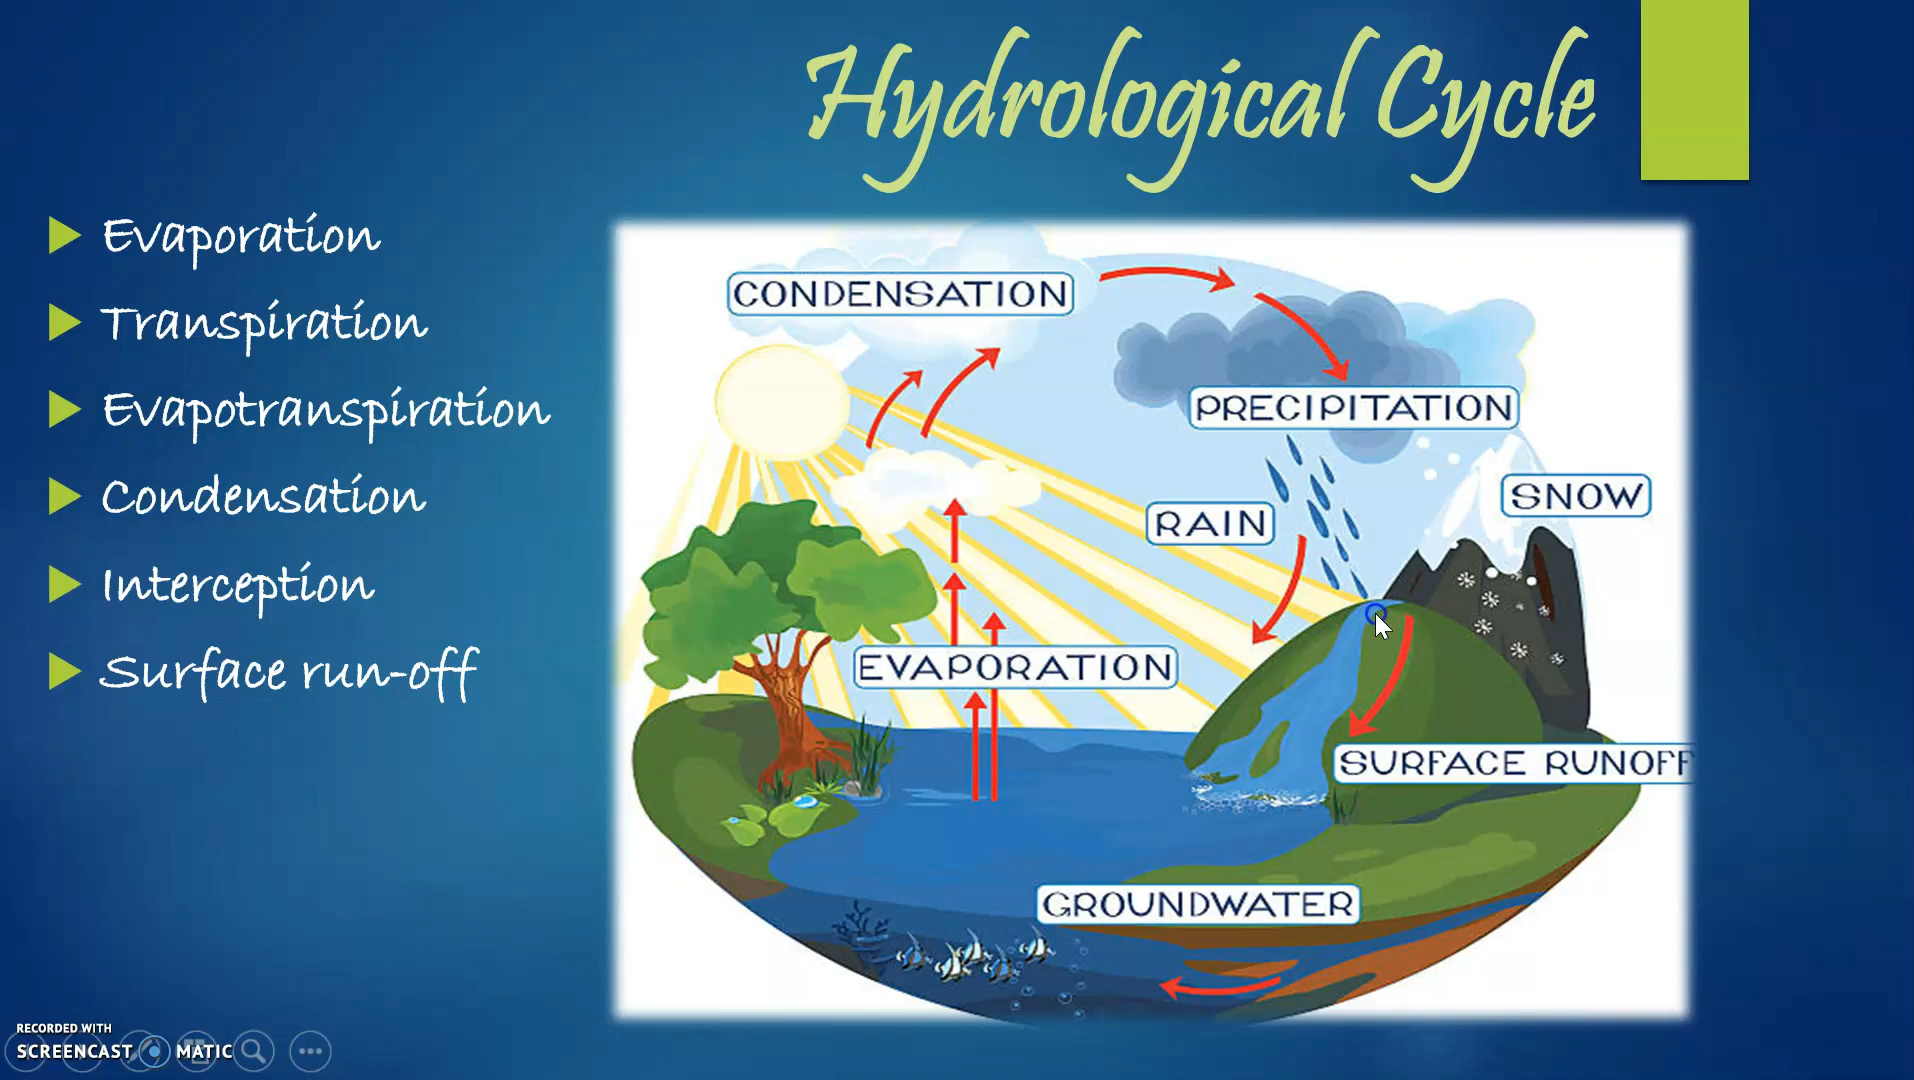 Hydrological Cycle
Evaporation
Transpiration
Evapotranspiration
Condensation
Interception
Surface run-off
CONDENSATION
PRECIPITATION
SNOW
RAIN
EVAPORATION
SURFACE RUNOFF
GROUNDWATER
RECORDED WITH
SCREENCAST MATIC